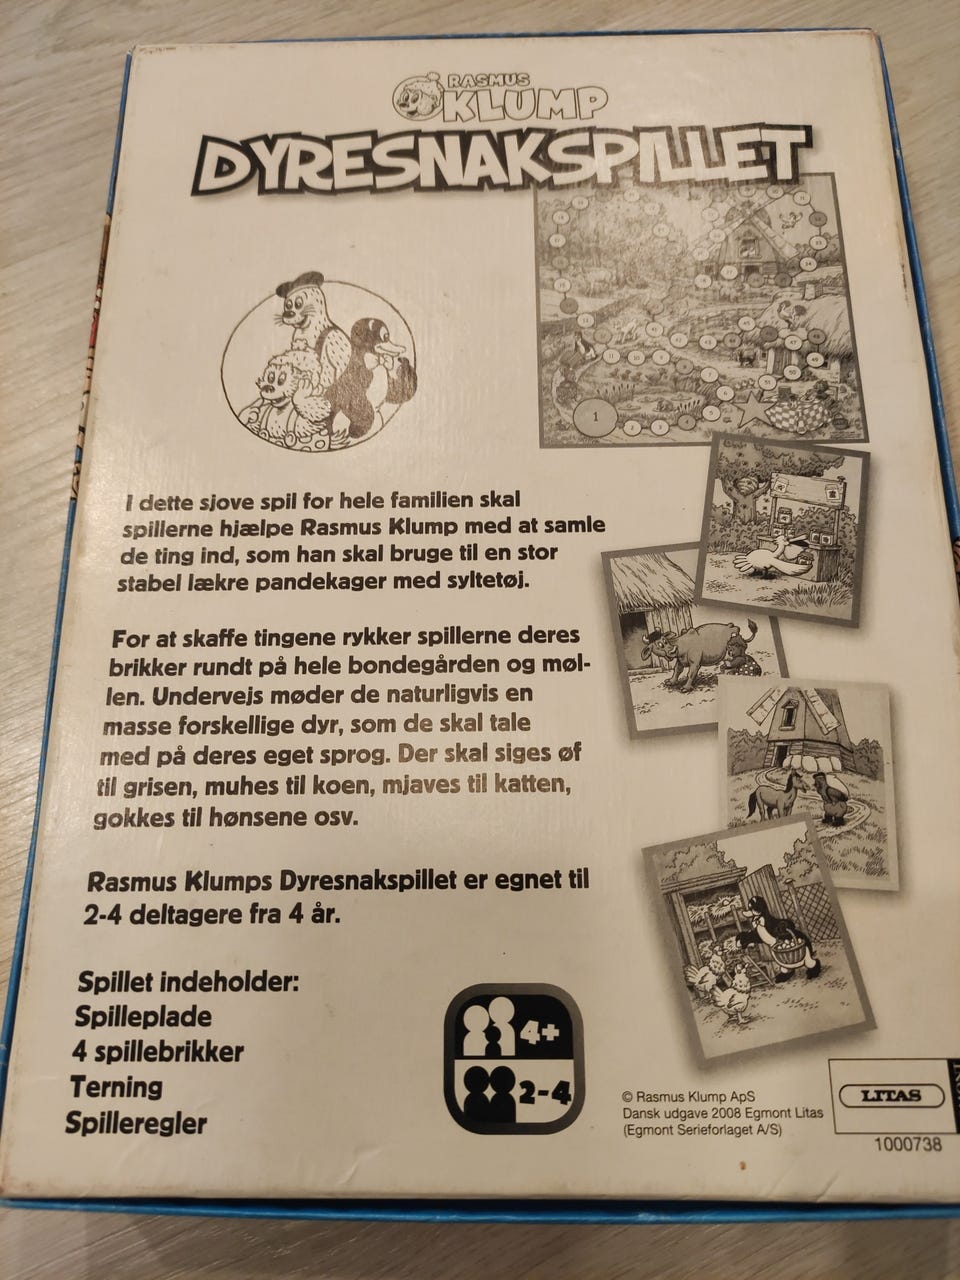 RASMUS
KLUMP
DYRESNAKSPILLET
1
I dette sjove spil for hele familien skal
spillerne hjælpe Rasmus Klump med at samle
de ting ind, som han skal bruge til en stor
stabel lækre pandekager med syltetøj.
For at skaffe tingene rykker spillerne deres
brikker rundt på hele bondegården og møl-
len. Undervejs møder de naturligvis en
masse forskellige dyr, som de skal tale
med på deres eget sprog. Der skal siges øf
til grisen, muhes til koen, mjaves til katten,
gokkes til hønsene osv.
Rasmus Klumps Dyresnakspillet er egnet til
2-4 deltagere fra 4 år.
Spillet indeholder:
Spilleplade
4 spillebrikker
Terning
Spilleregler
4+
2-4
© Rasmus Klump ApS
Dansk udgave 2008 Egmont Litas
(Egmont Serieforlaget A/S)
LITAS
1000738